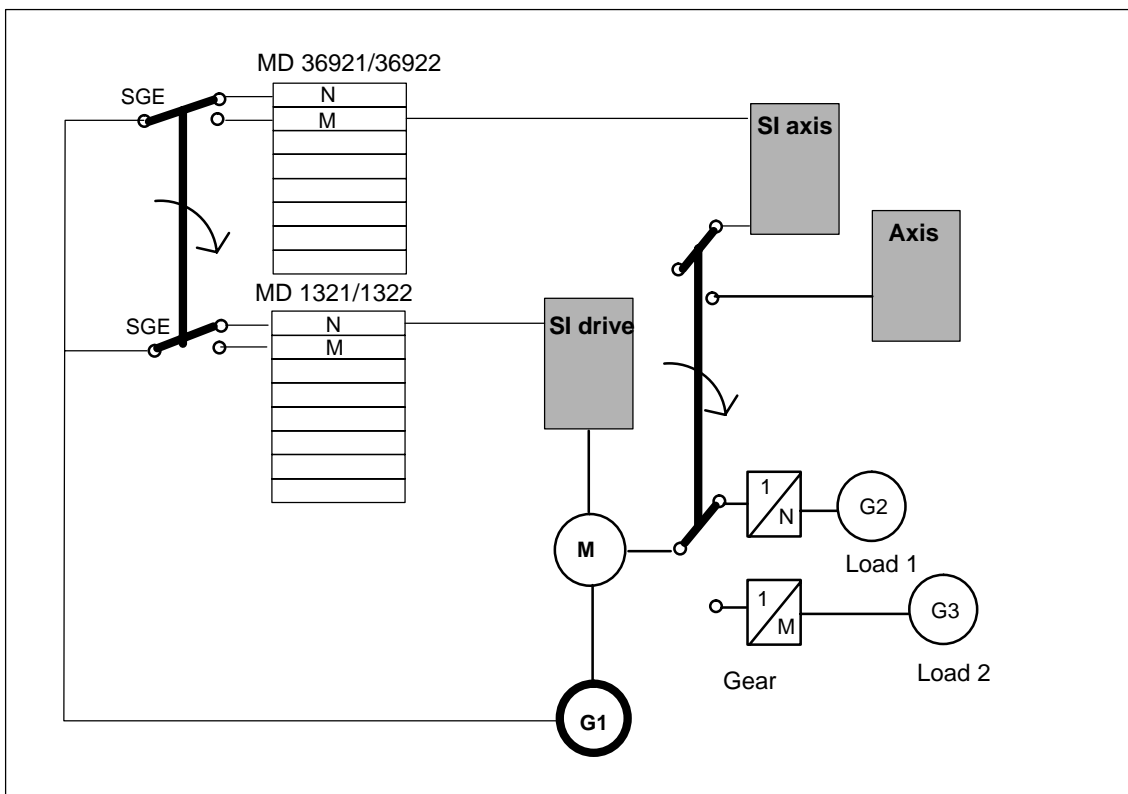 MD 36921/36922
SGE
N
M
SI axis
Axis
MD 1321/1322
SGE
N
M
SI drive
1
N
G2
M
Load 1
1
M
G3
Gear
Load 2
G1